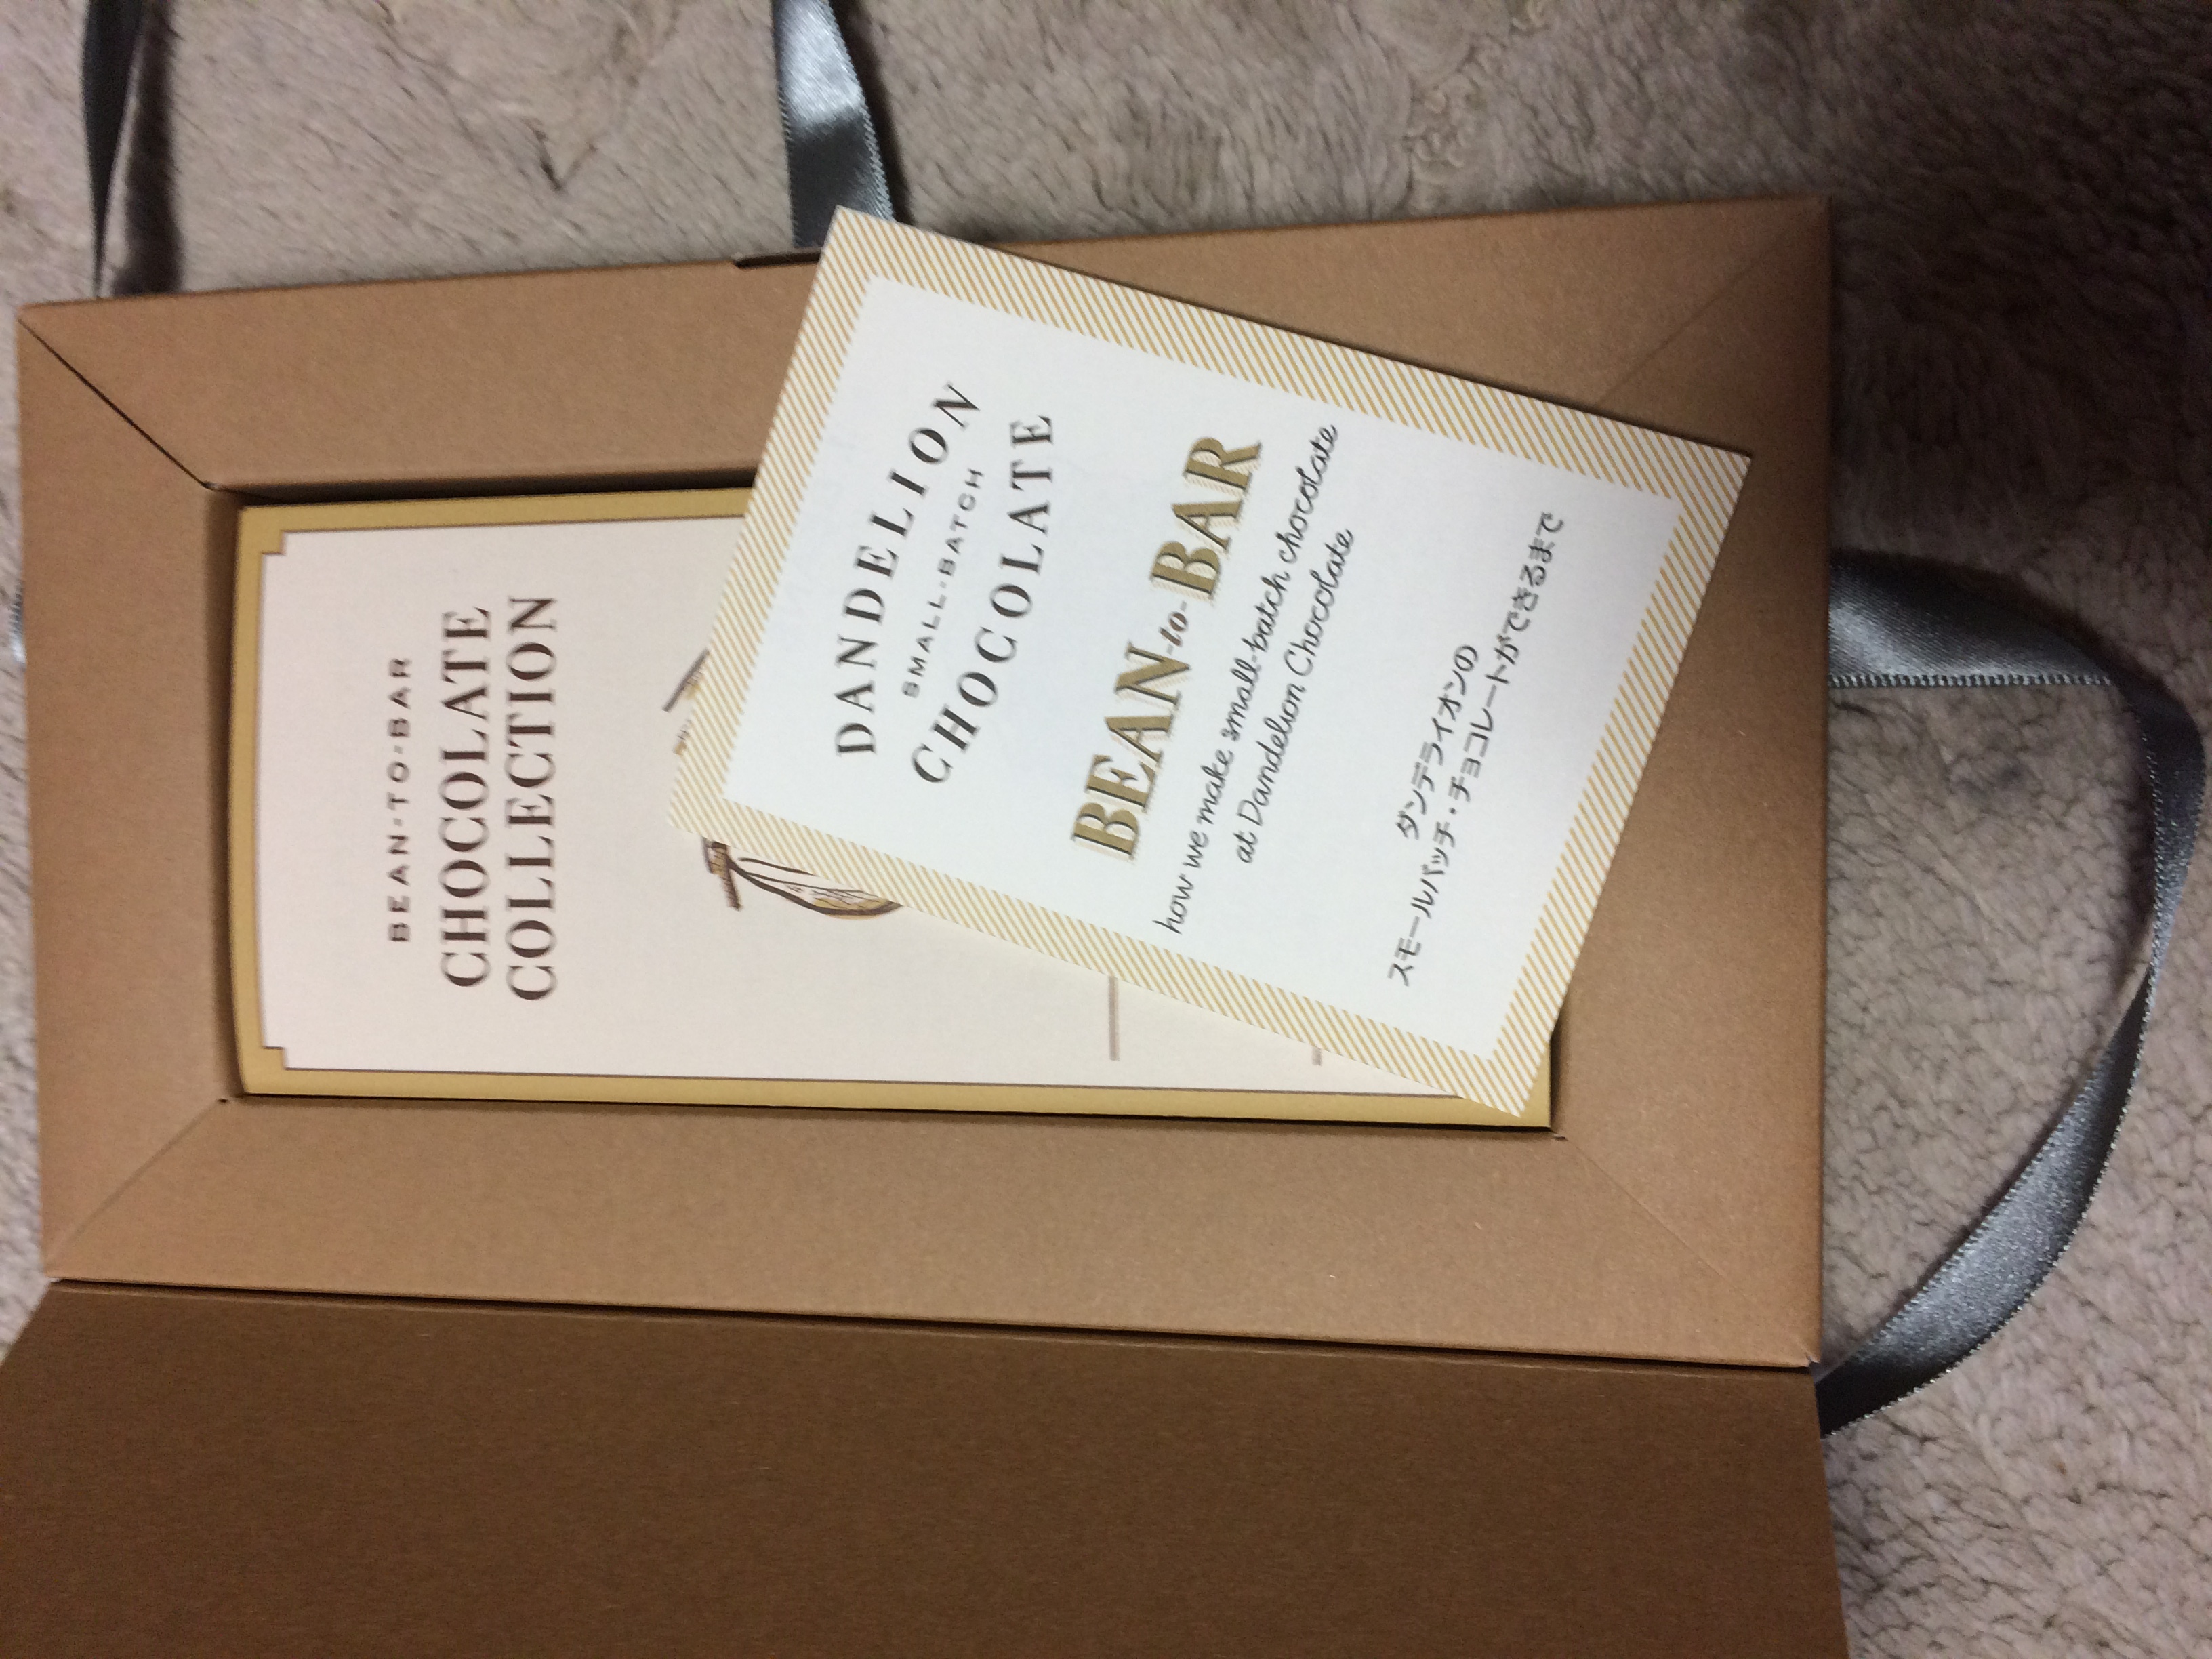 BEAN-TO-BAR
CHOCOLATE
COLLECTION
DANDELION
SMALL-BATCH
CHOCOLATE
BEAN-to-BAR
how we make small-batch chocolate
at Dandelion Chocolate
ダンデライオンの
スモールバッチ・チョコレートができるまで